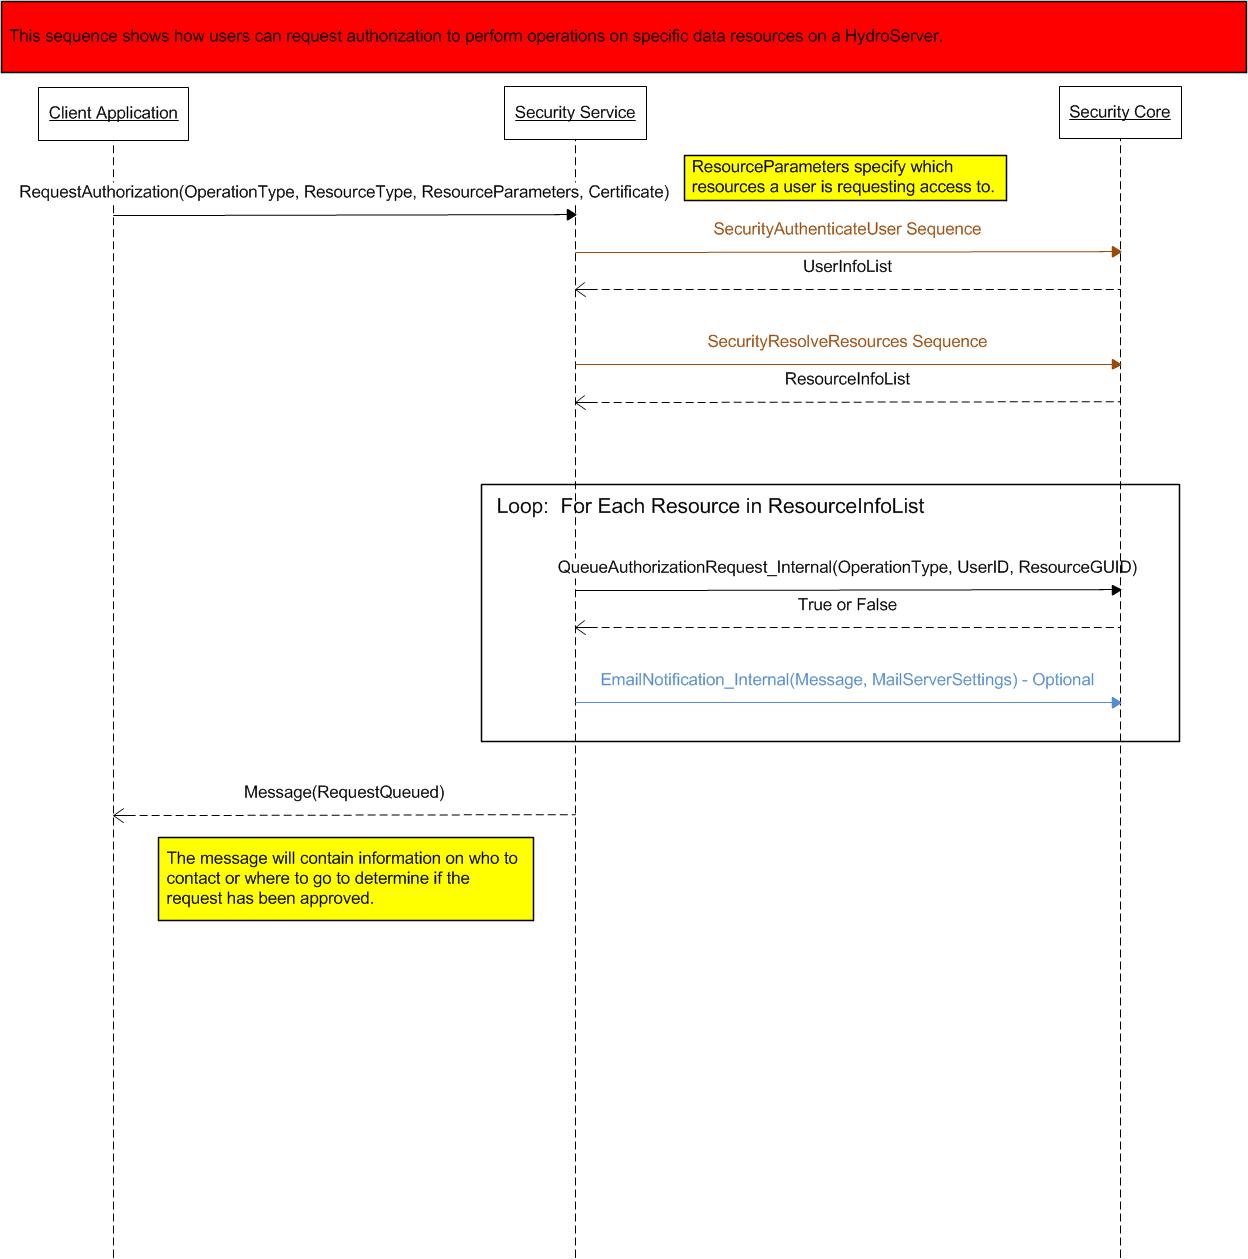 This sequence shows how users can request authorization to perform operations on specific data resources on a HydroServer.
Client Application
Security Service
Security Core
ResourceParameters specify which
resources a user is requesting access to.
RequestAuthorization(OperationType, ResourceType, ResourceParameters, Certificate)
SecurityAuthenticateUser Sequence
UserInfoList
SecurityResolveResources Sequence
ResourceInfoList
Loop:  For Each Resource in ResourceInfoList
QueueAuthorizationRequest_Internal(OperationType, UserID, ResourceGUID)
True or False
EmailNotification_Internal(Message, MailServerSettings) - Optional
Message(RequestQueued)
The message will contain information on who to
contact or where to go to determine if the
request has been approved.